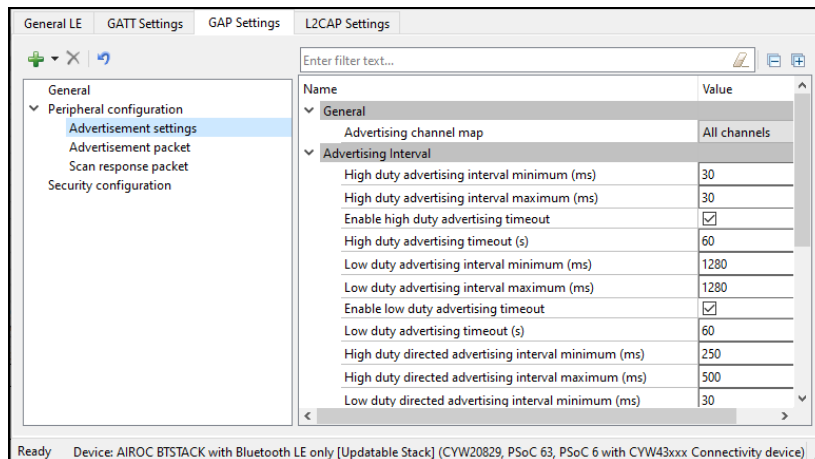 General LE GATT Settings GAP Settings L2CAP Settings
Enter filter text...
General
Peripheral configuration
Advertisement settings
Advertisement packet
Scan response packet
Security configuration
Name Value
General
Advertising channel map All channels
Advertising Interval
High duty advertising interval minimum (ms) 30
High duty advertising interval maximum (ms) 30
Enable high duty advertising timeout
High duty advertising timeout (s) 60
Low duty advertising interval minimum (ms) 1280
Low duty advertising interval maximum (ms) 1280
Enable low duty advertising timeout
Low duty advertising timeout (s) 60
High duty directed advertising interval minimum (ms) 250
High duty directed advertising interval maximum (ms) 500
Low duty directed advertising interval minimum (ms) 30
Ready Device: AIROC BTSTACK with Bluetooth LE only [Updatable Stack] (CYW20829, PSoC 63, PSoC 6 with CYW43xxx Connectivity device)